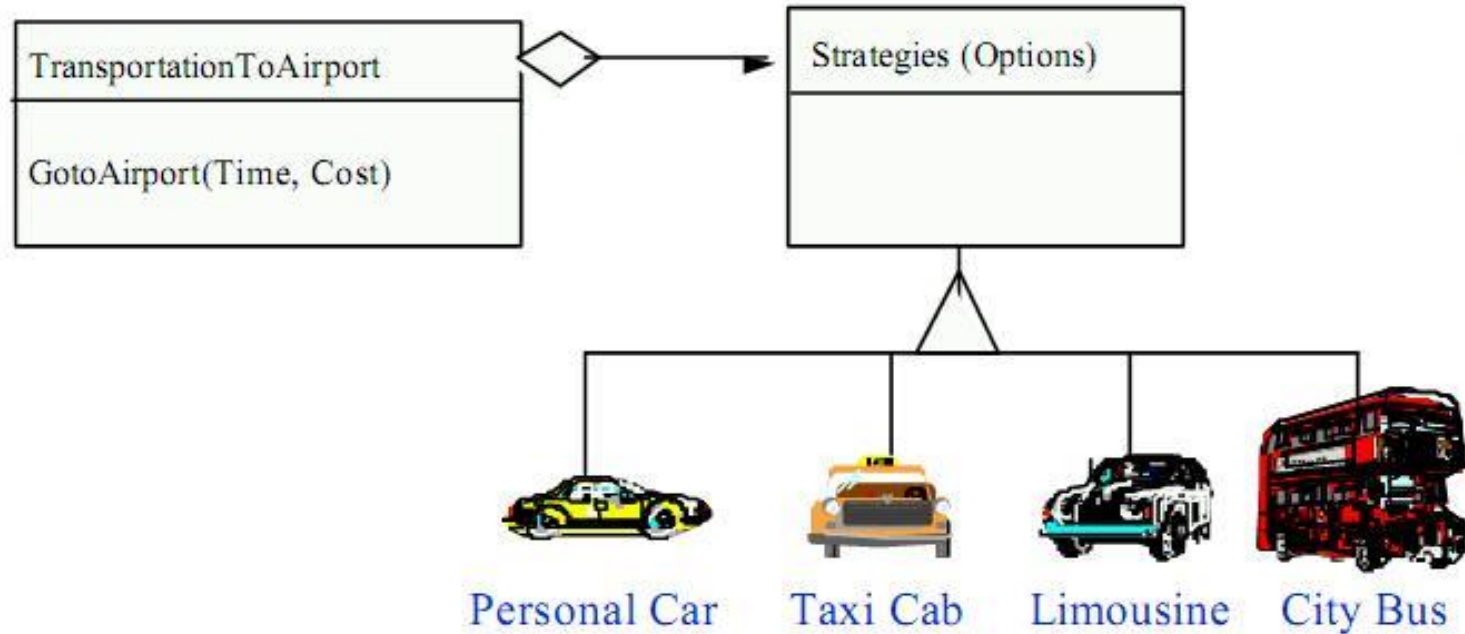 TransportationToAirport
GotoAirport(Time, Cost)
Strategies (Options)
Personal Car
Taxi Cab
Limousine
City Bus